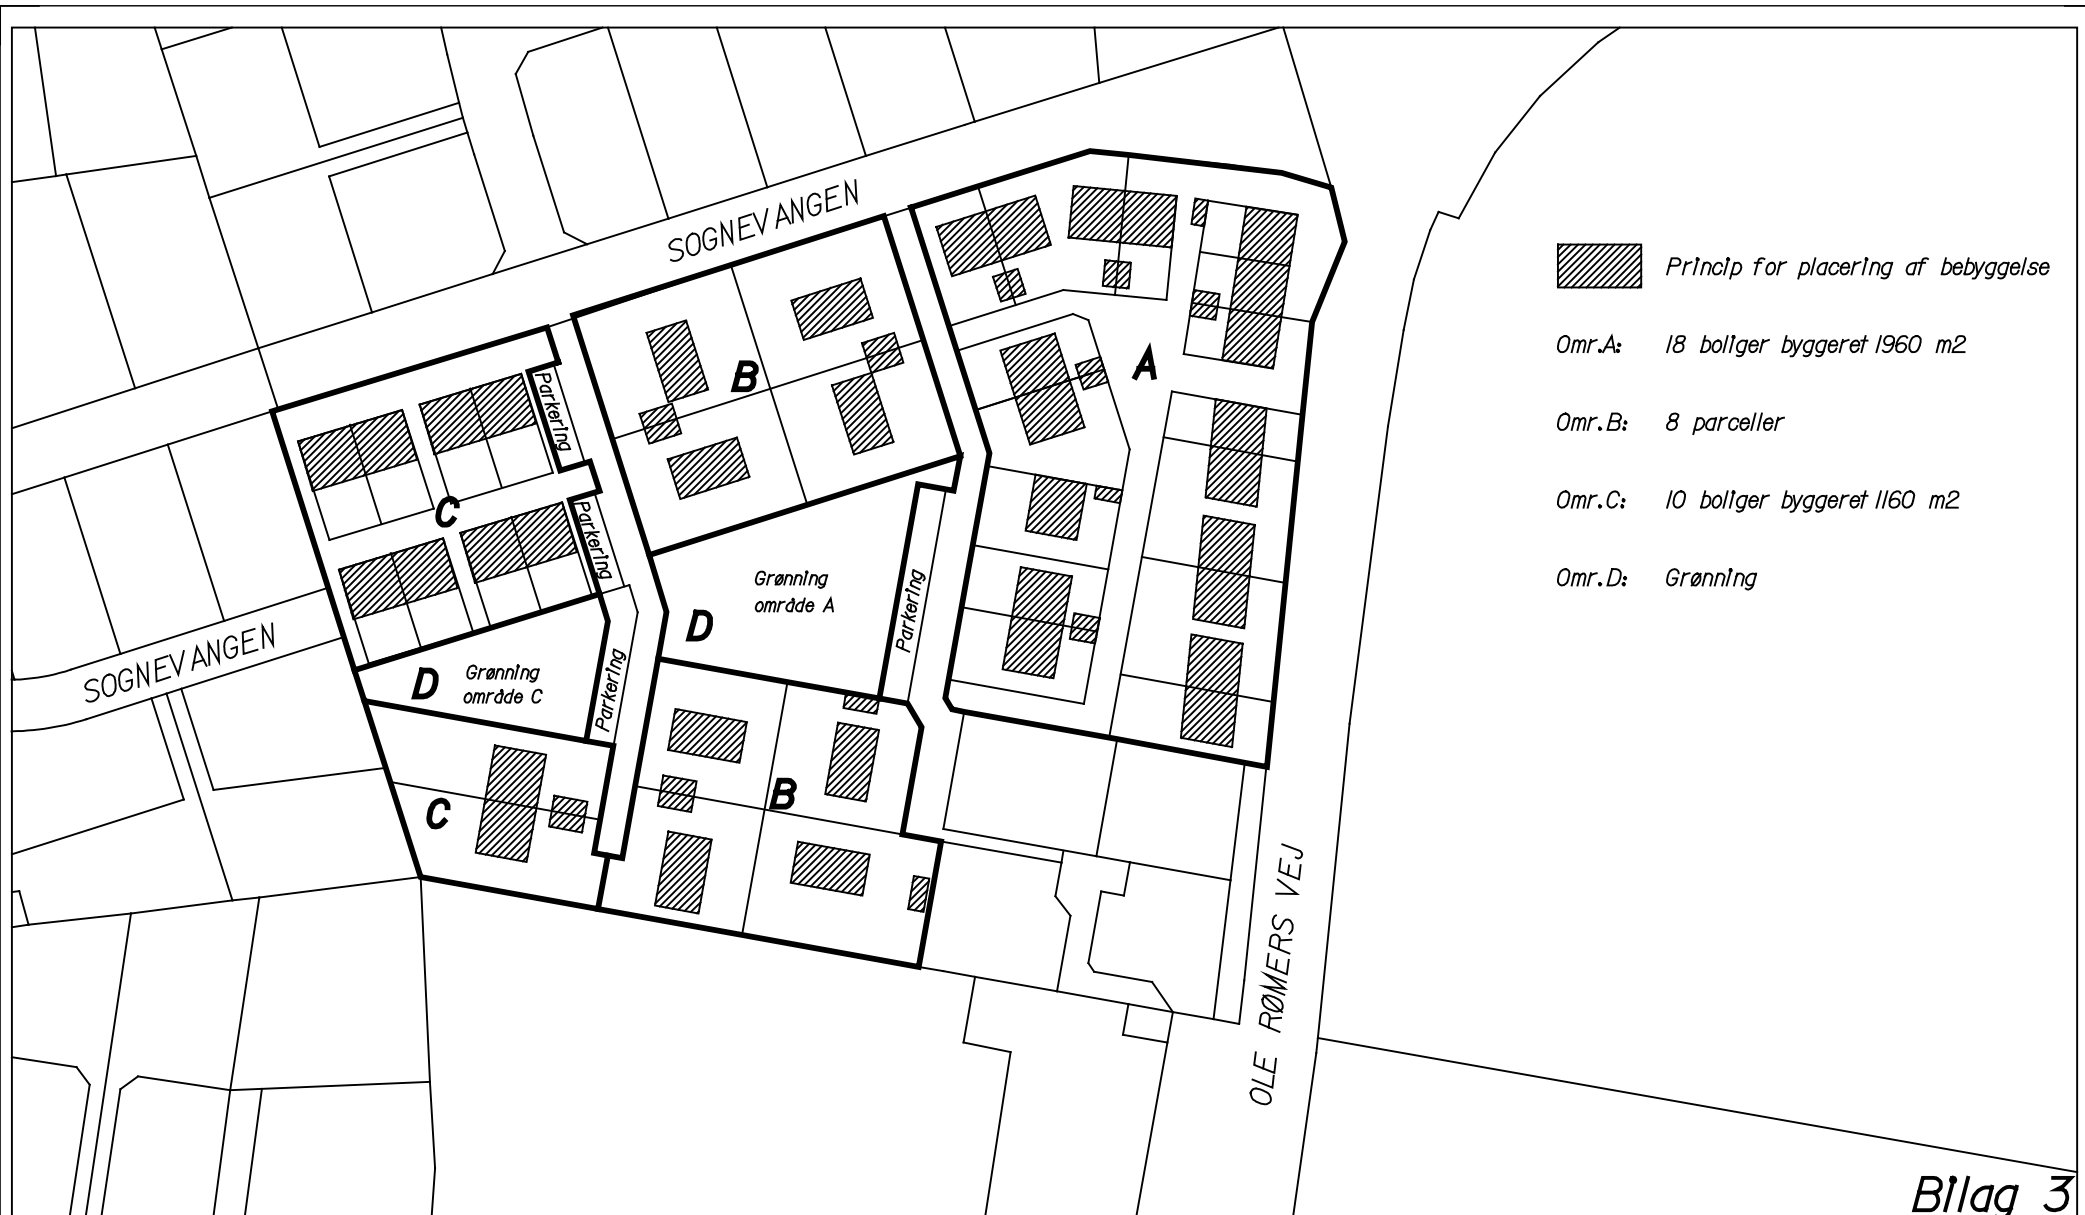 SOGNEVANGEN
Princip for placering af bebyggelse
Omr.A: 18 boliger byggeret 1960 m2
Omr.B: 8 parceller
Omr.C: 10 boliger byggeret 1160 m2
Omr.D: Grønning
A
B
Parkering
C
Parkering
Grønning
område A
D
Parkering
SOGNEVANGEN
D
Grønning
område C
Parkering
C
B
OLE RØMERS VEJ
Bilag 3